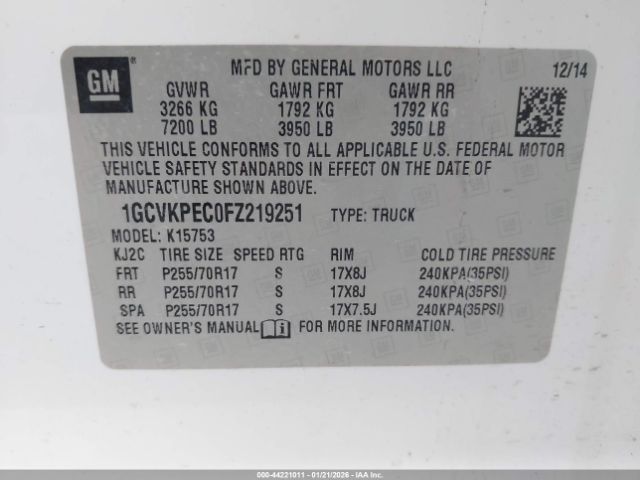 GM
MFD BY GENERAL MOTORS LLC 12/14
GVWR GAWR FRT GAWR RR
3266 KG 1792 KG 1792 KG
7200 LB 3950 LB 3950 LB
THIS VEHICLE CONFORMS TO ALL APPLICABLE U.S. FEDERAL MOTOR
VEHICLE SAFETY STANDARDS IN EFFECT ON THE DATE OF
MANUFACTURE SHOWN ABOVE.
1GCVKPEC0FZ219251 TYPE: TRUCK
MODEL: K15753
KJ2C TIRE SIZE SPEED RTG RIM COLD TIRE PRESSURE
FRT P255/70R17 S 17X8J 240KPA(35PSI)
RR P255/70R17 S 17X8J 240KPA(35PSI)
SPA P255/70R17 S 17X7.5J 240KPA(35PSI)
SEE OWNER'S MANUAL FOR MORE INFORMATION.
000-44221011 - 01/21/2026 - IAA Inc.